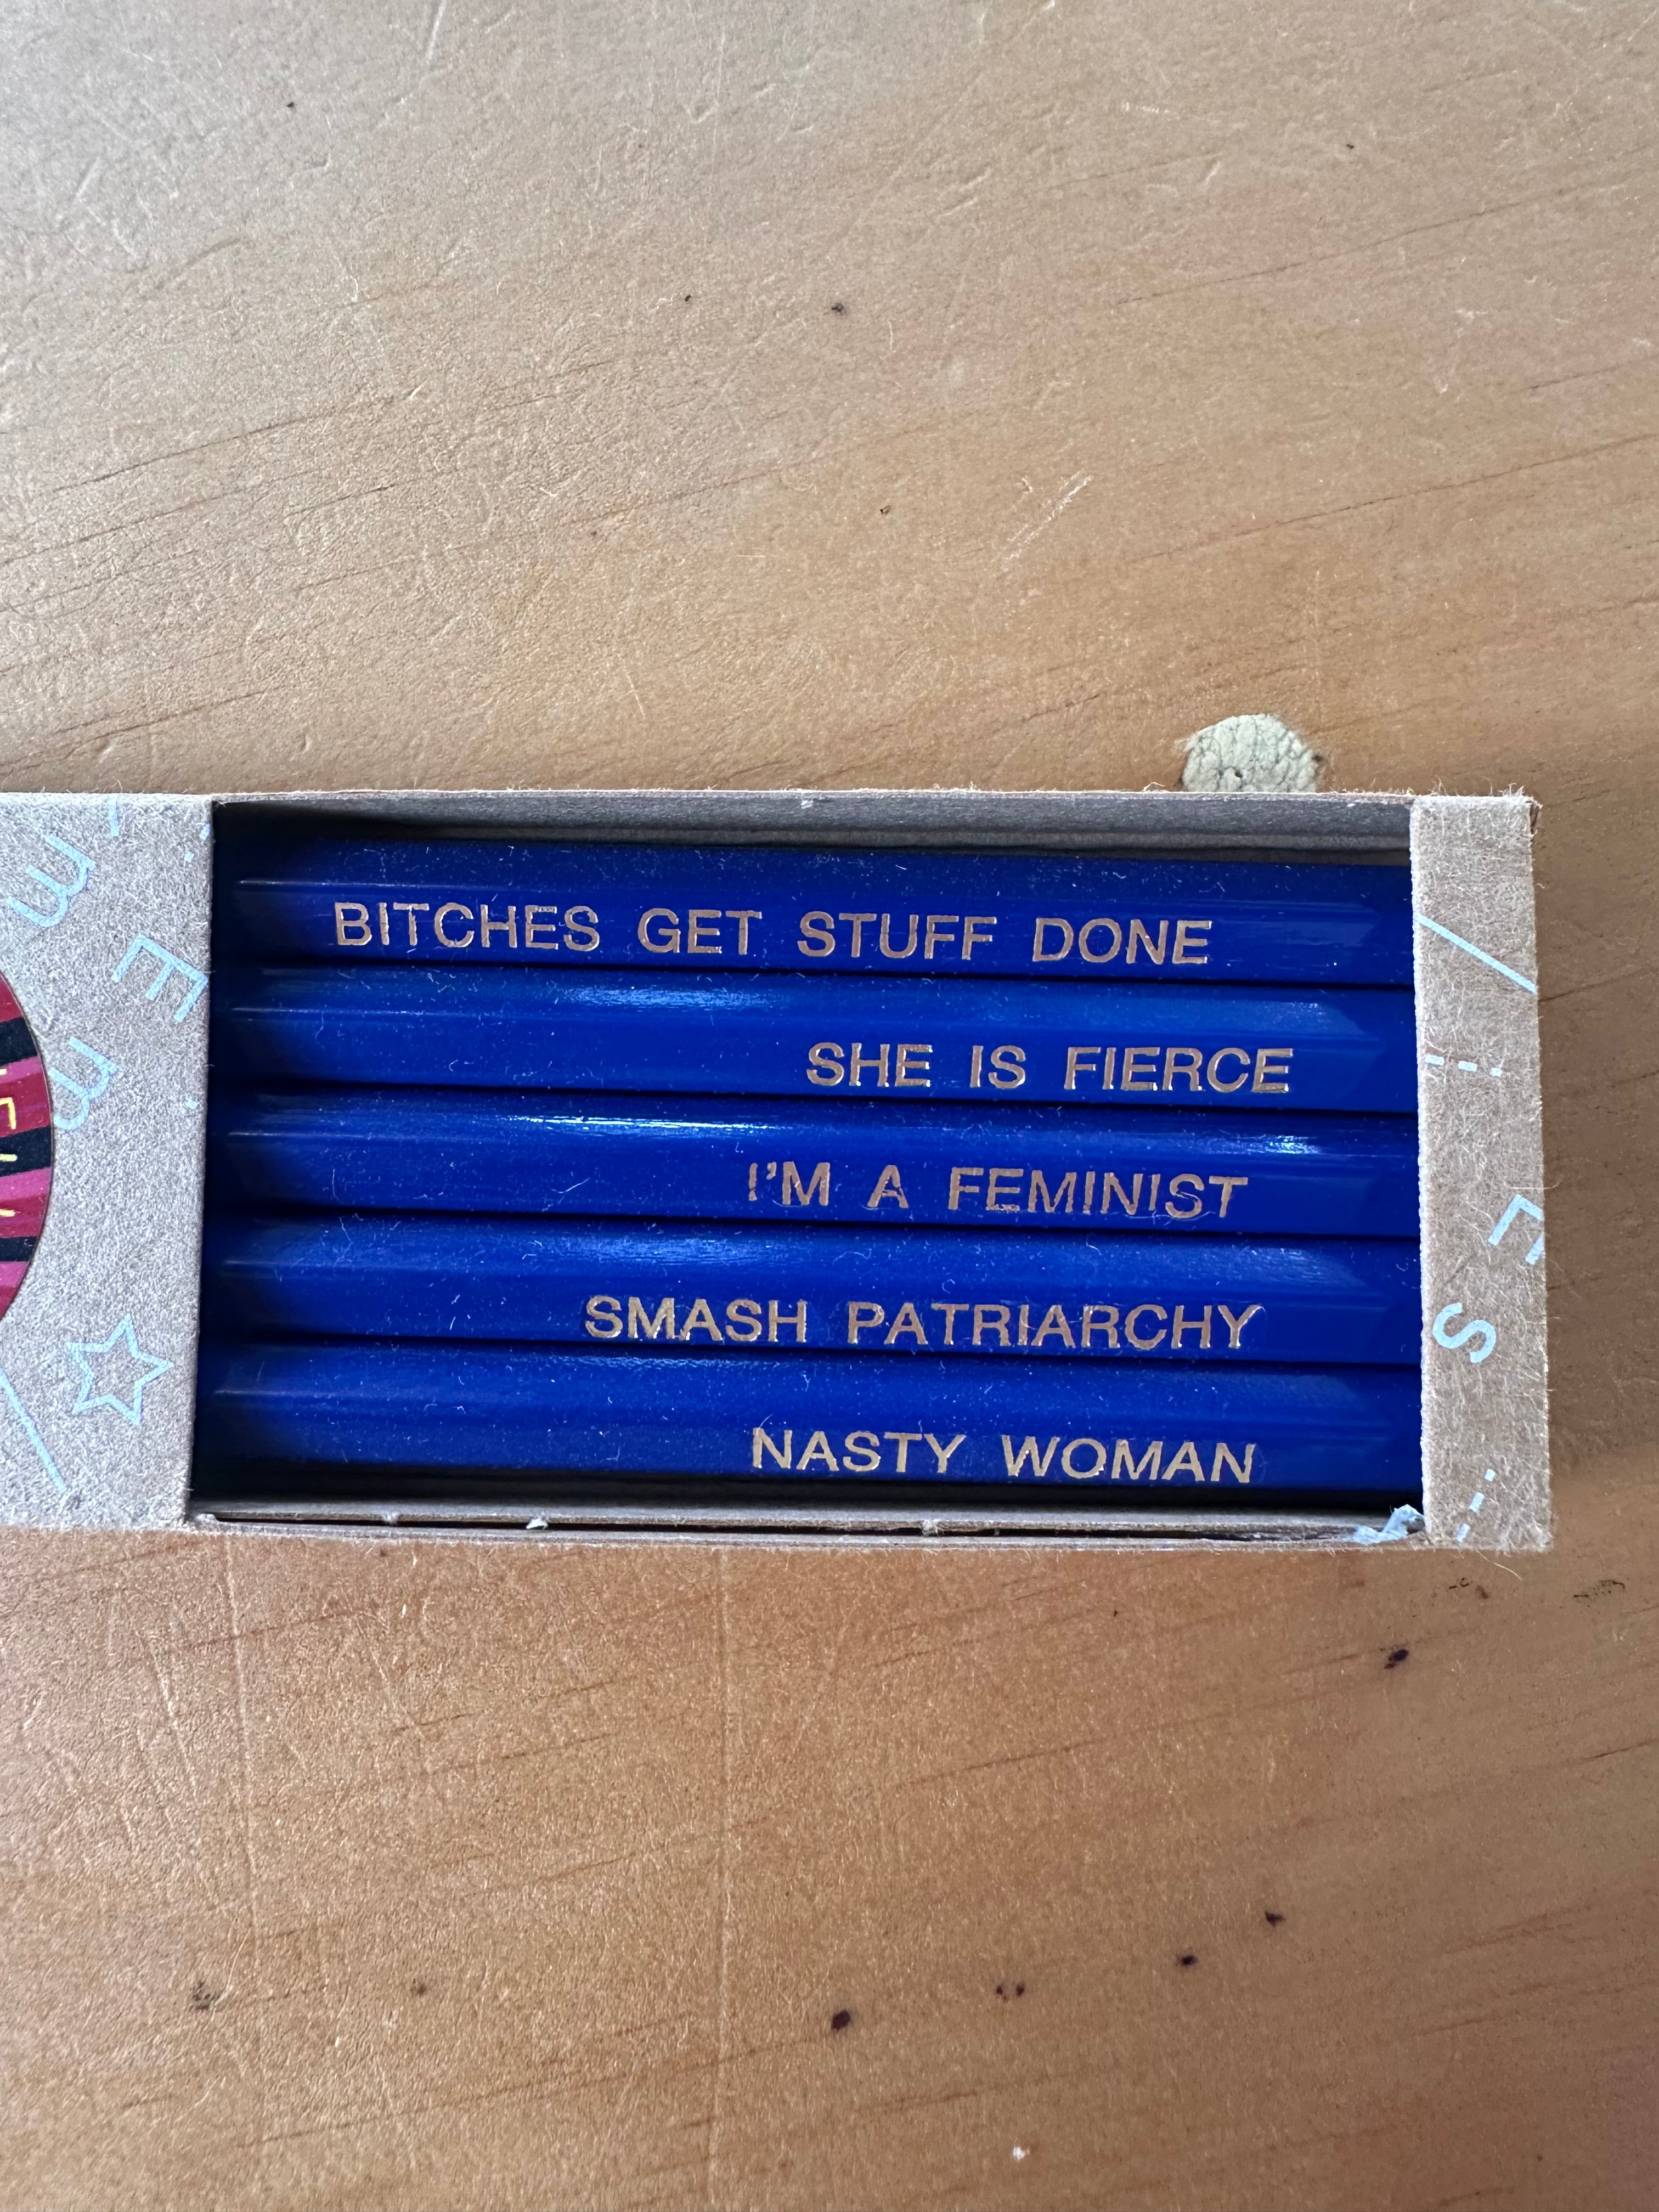 BITCHES GET STUFF DONE
SHE IS FIERCE
I'M A FEMINIST
SMASH PATRIARCHY
NASTY WOMAN